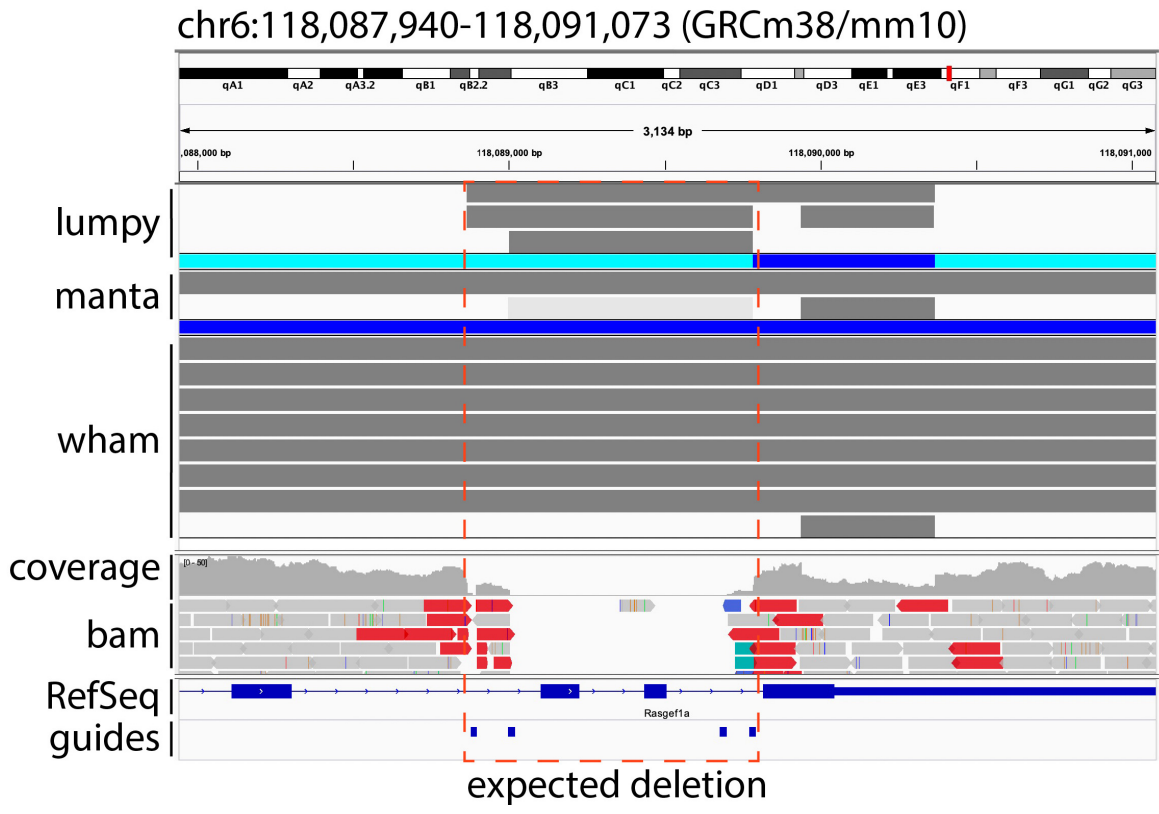 chr6:118,087,940-118,091,073 (GRCm38/mm10)
qA1 qA2 qA3.2 qB1 qB2.2 qB3 qC1 qC2 qC3 qD1 qD3 qE1 qE3 qF1 qF3 qG1 qG2 qG3
3,134 bp
,088,000 bp 118,089,000 bp 118,090,000 bp 118,091,000
lumpy
manta
wham
coverage
[0 - 50]
bam
RefSeq
Rasgef1a
guides
expected deletion